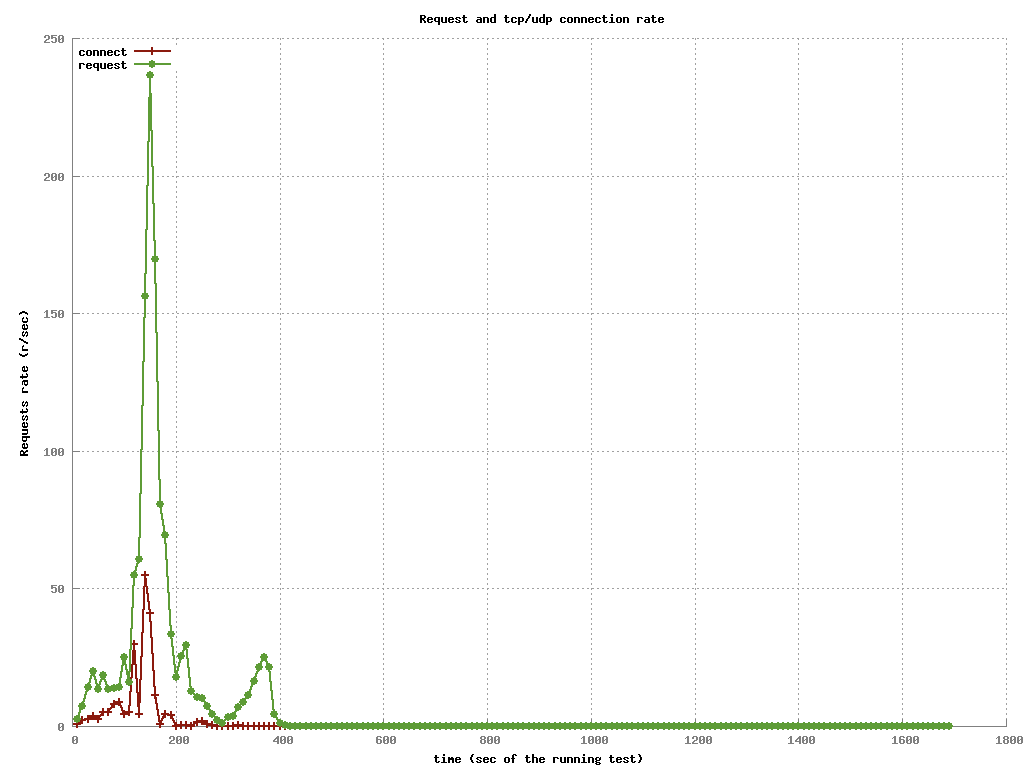 Request and tcp/udp connection rate
250
connect
request
200
150
Requests rate (r/sec)
100
50
0
0 200 400 600 800 1000 1200 1400 1600 1800
time (sec of the running test)